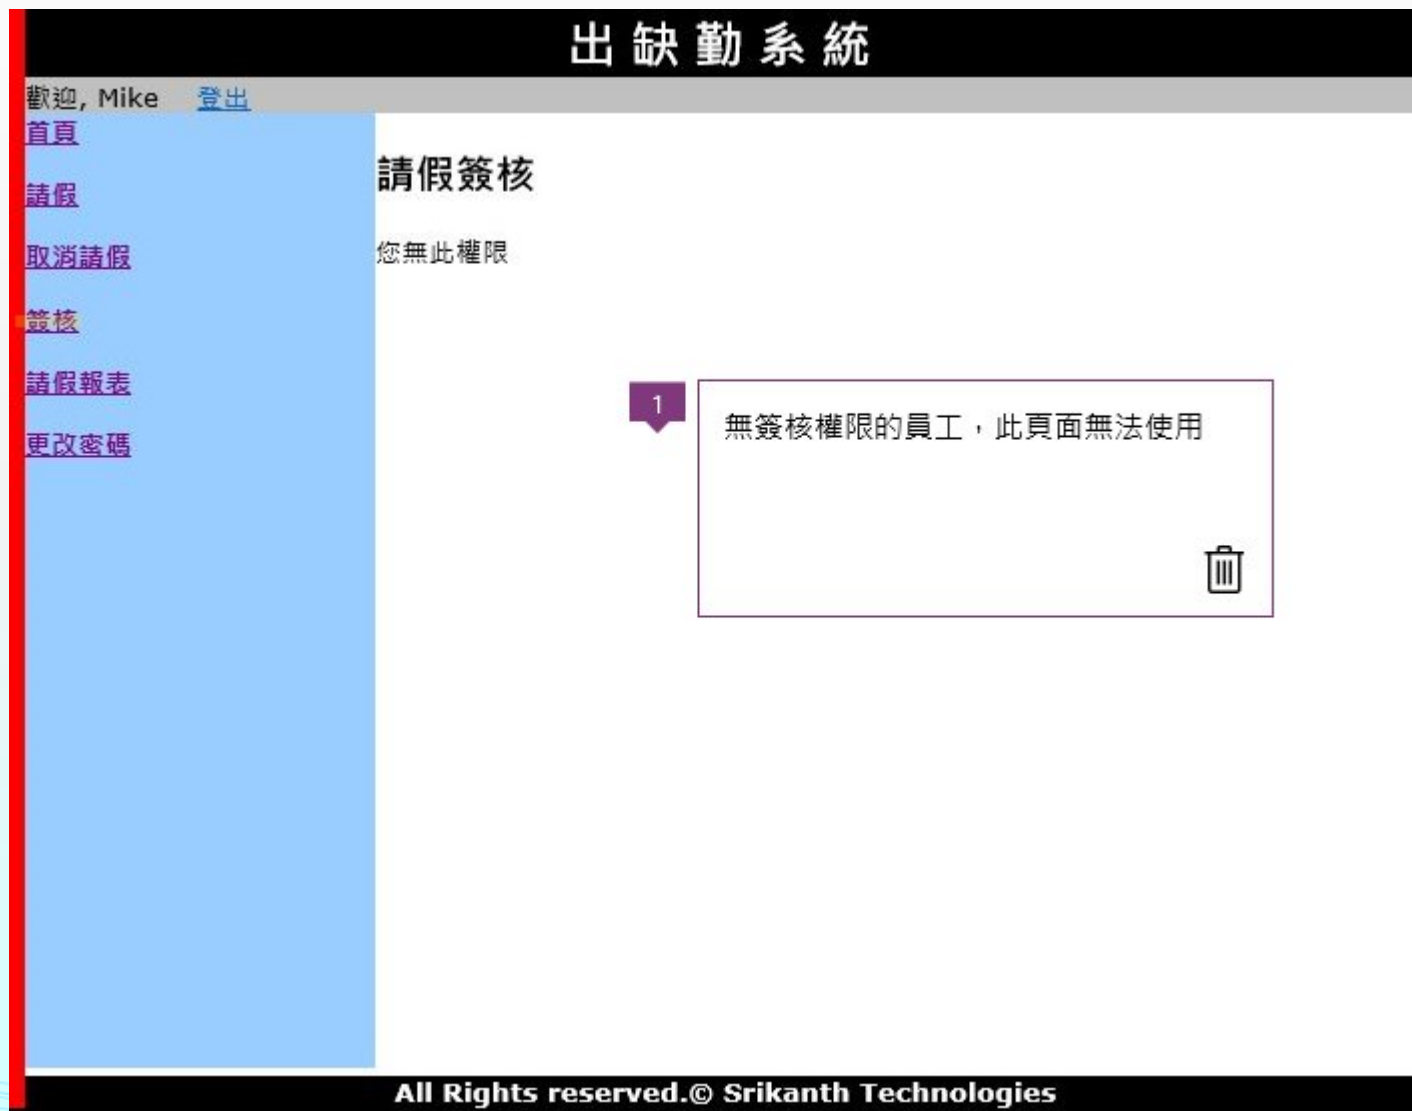 出缺勤系統
歡迎, Mike 登出
首頁
請假
取消請假
簽核
請假報表
更改密碼
請假簽核
您無此權限
1
無簽核權限的員工，此頁面無法使用
All Rights reserved.© Srikanth Technologies